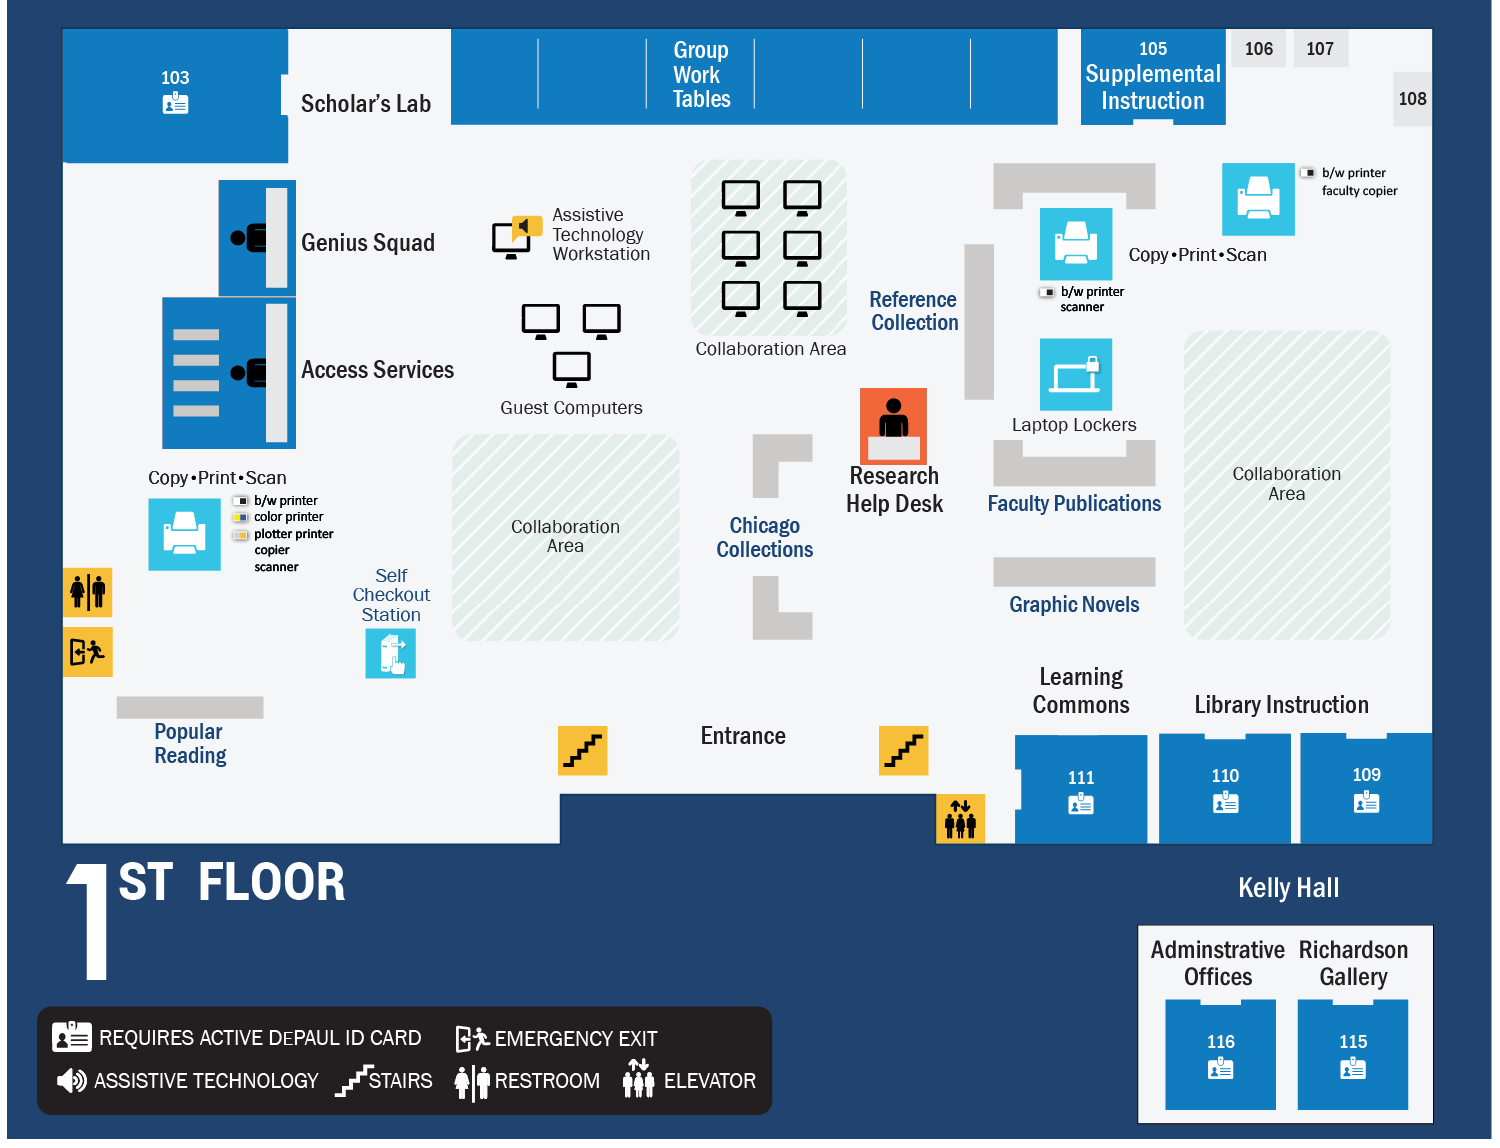 103
Scholar's Lab
Group
Work
Tables
105
Supplemental
Instruction
106
107
108
b/w printer
faculty copier
Genius Squad
Assistive
Technology
Workstation
Copy•Print•Scan
b/w printer
scanner
Reference
Collection
Collaboration Area
Access Services
Guest Computers
Laptop Lockers
Research
Help Desk
Faculty Publications
Collaboration
Area
Copy•Print•Scan
b/w printer
color printer
plotter printer
copier
scanner
Collaboration
Area
Chicago
Collections
Self
Checkout
Station
Graphic Novels
Popular
Reading
Entrance
Learning
Commons
Library Instruction
111
110
109
1ST FLOOR
Kelly Hall
Adminstrative
Offices
Richardson
Gallery
116
115
REQUIRES ACTIVE DEPAUL ID CARD
EMERGENCY EXIT
ASSISTIVE TECHNOLOGY
STAIRS
RESTROOM
ELEVATOR